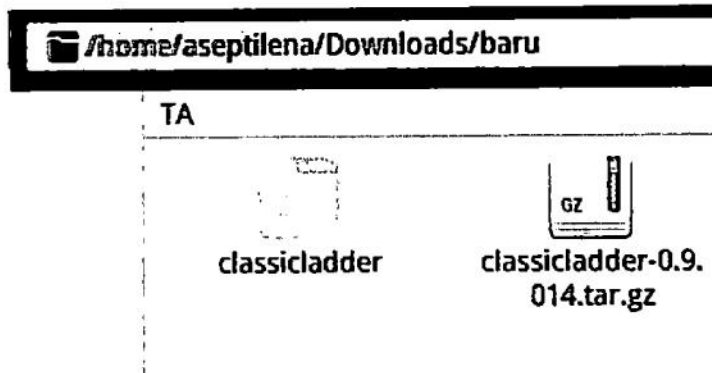 /home/aseptilena/Downloads/baru
TA
GZ
classicladder
classicladder-0.9.
014.tar.gz